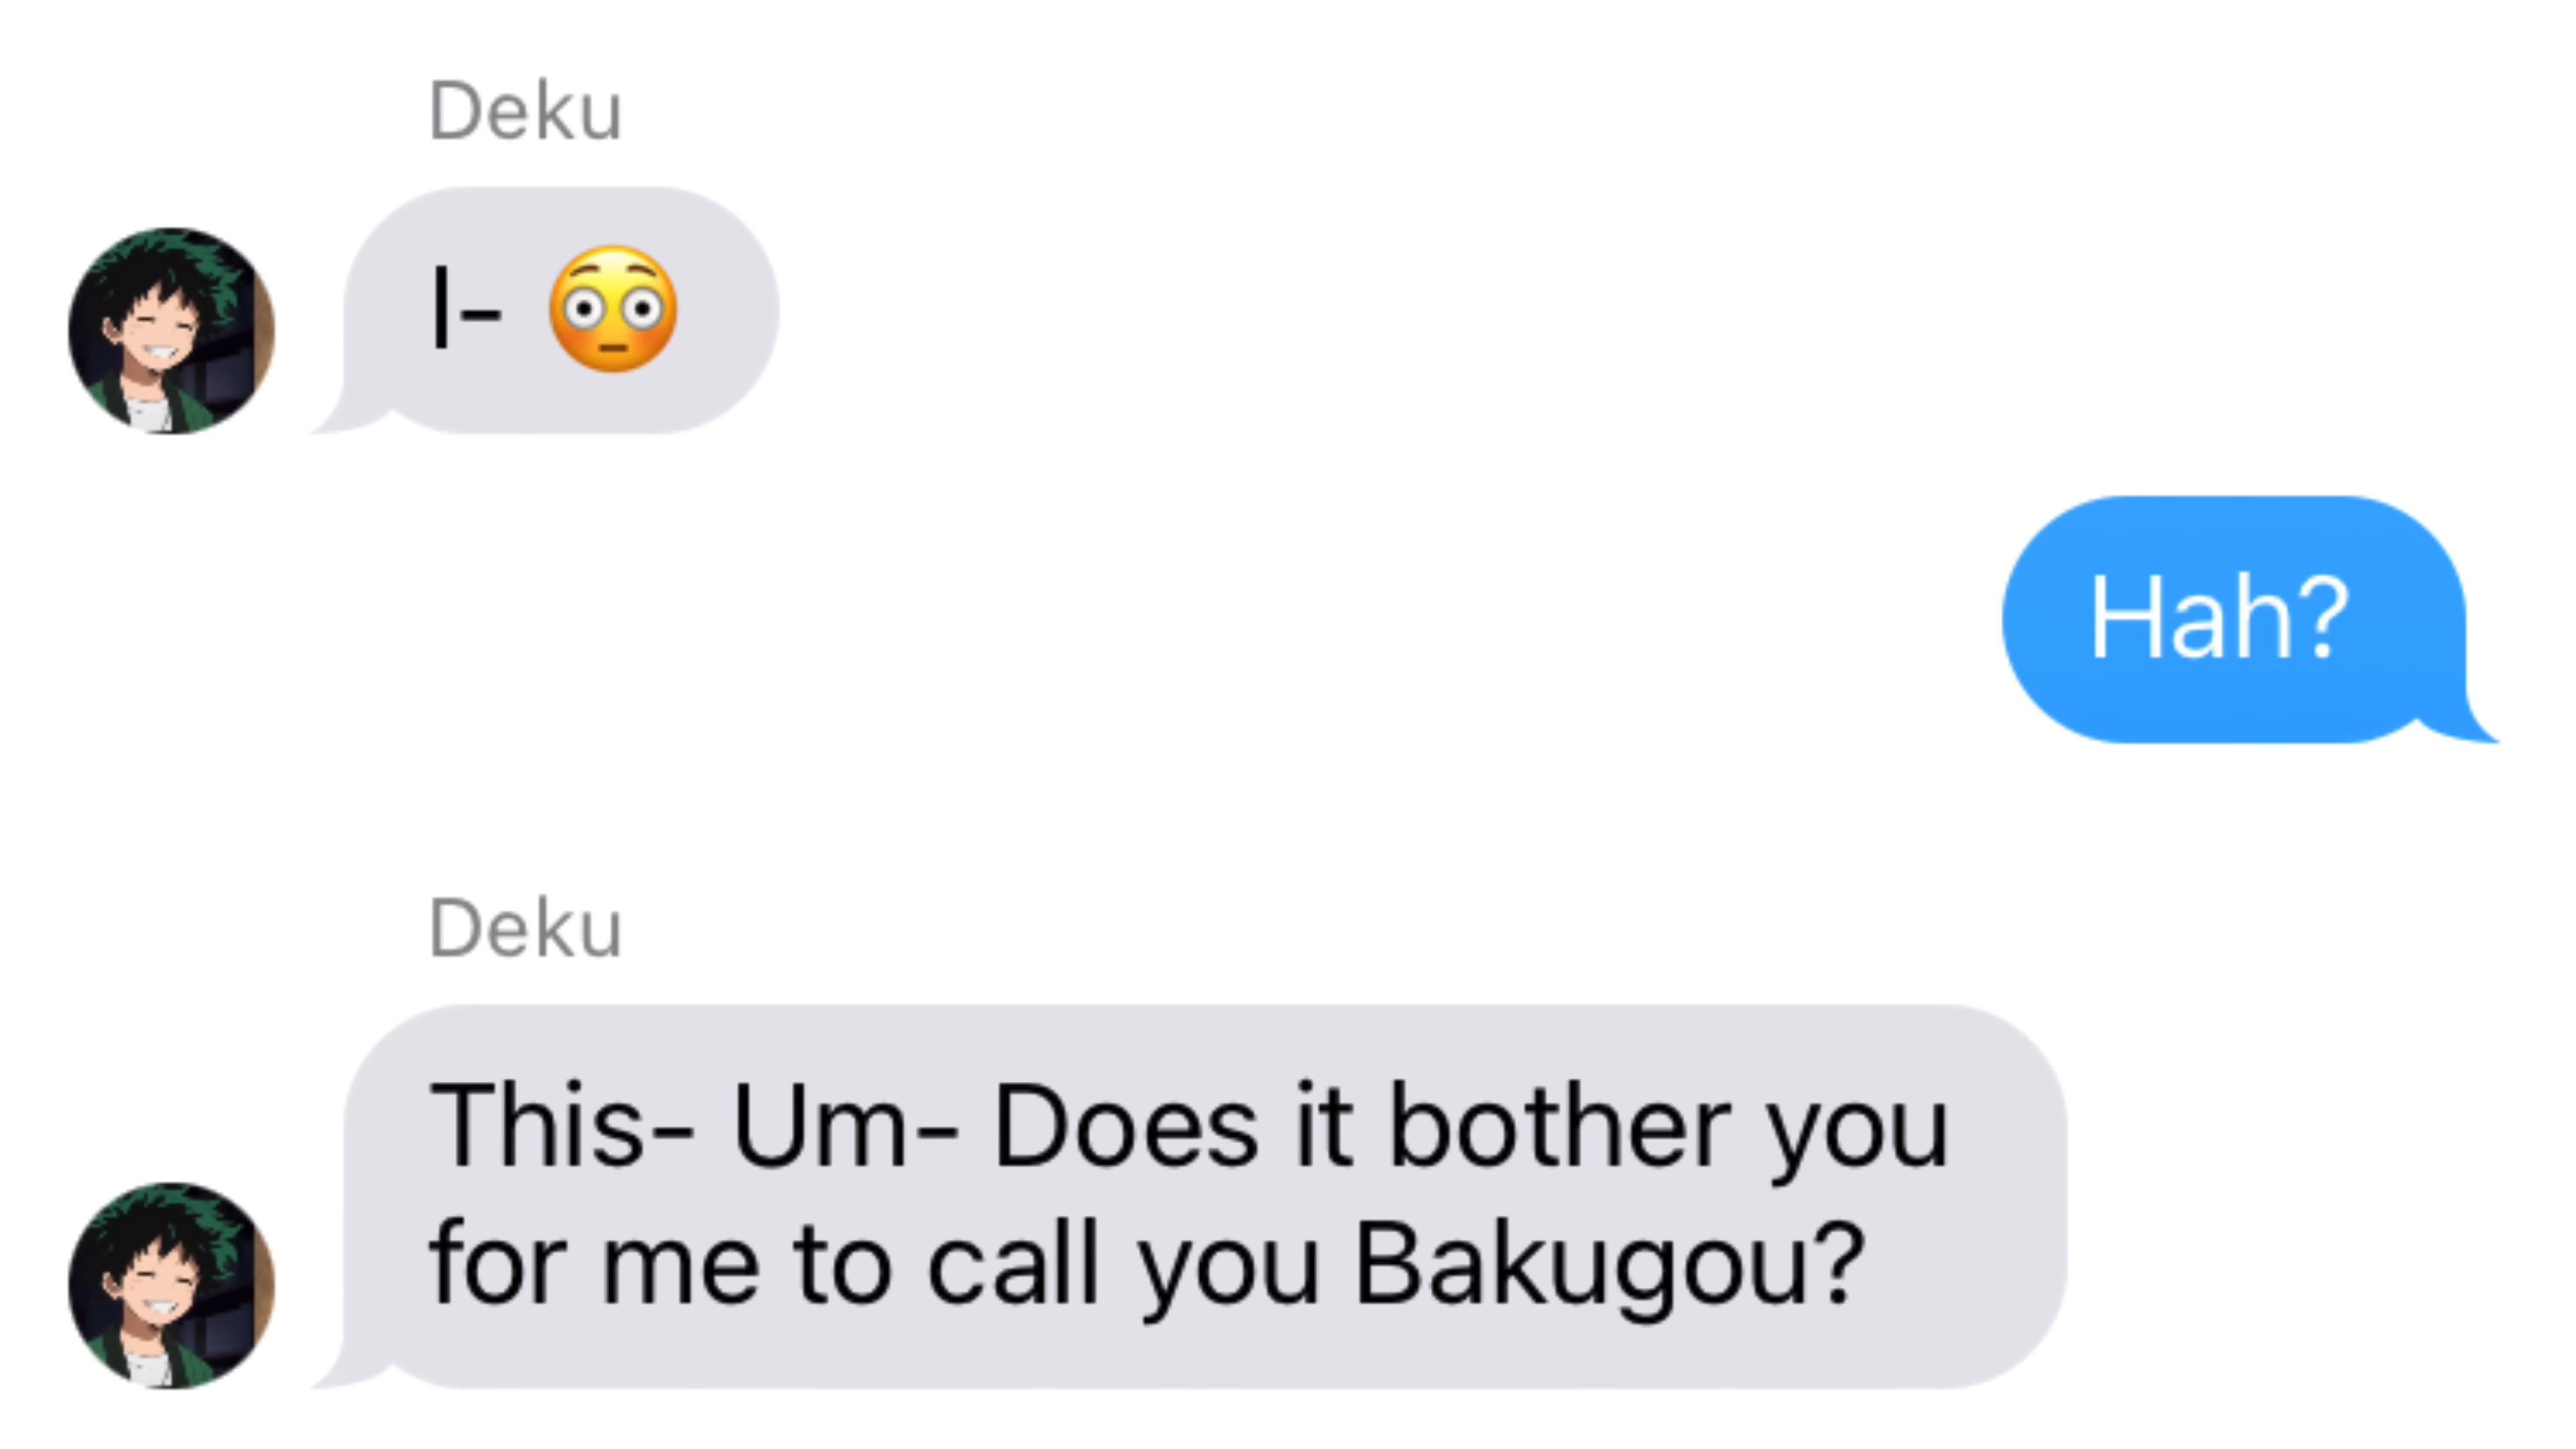 Deku
I- 😳
Hah?
Deku
This- Um- Does it bother you
for me to call you Bakugou?